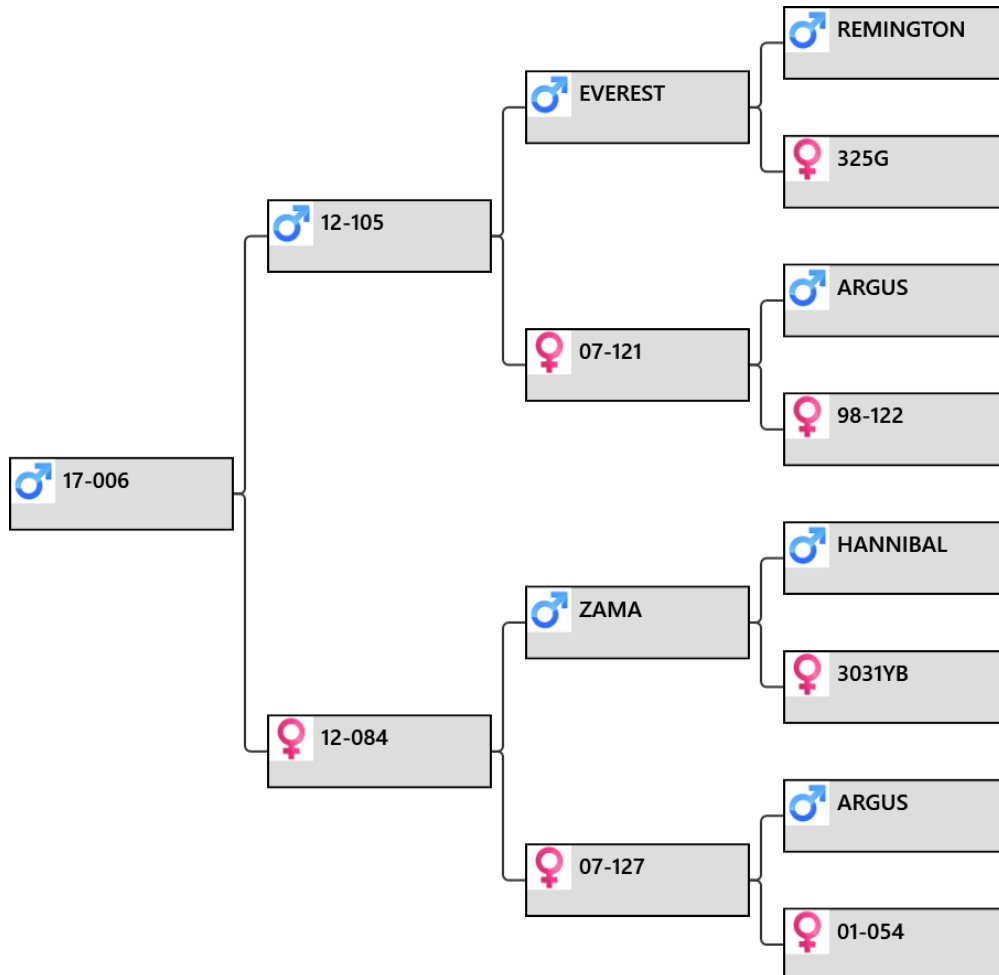 REMINGTON
EVEREST
325G
12-105
ARGUS
07-121
98-122
17-006
HANNIBAL
ZAMA
3031YB
12-084
ARGUS
07-127
01-054